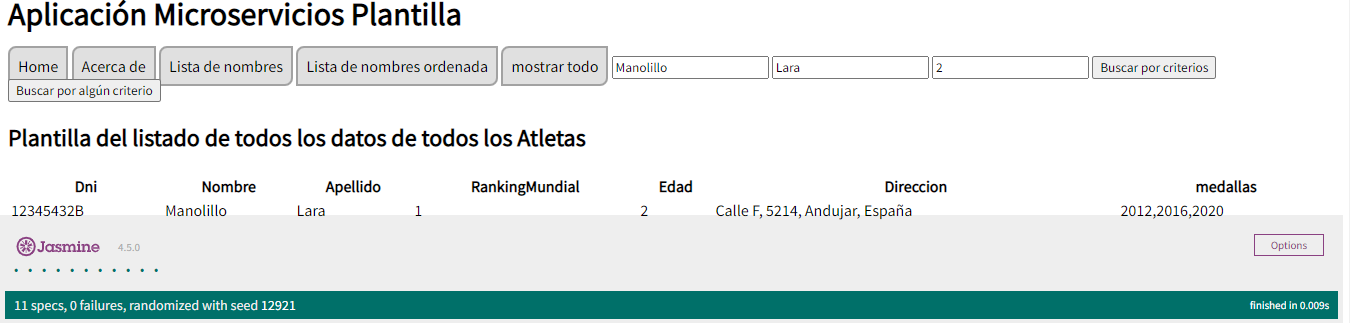 Aplicación Microservicios Plantilla
Home Acerca de Lista de nombres Lista de nombres ordenada mostrar todo Manolillo Lara 2 Buscar por criterios
Buscar por algún criterio
Plantilla del listado de todos los datos de todos los Atletas
Dni Nombre Apellido RankingMundial Edad Direccion medallas
12345432B Manolillo Lara 1 2 Calle F, 5214, Andujar, España 2012,2016,2020
Jasmine 4.5.0 Options
11 specs, 0 failures, randomized with seed 12921 finished in 0.009s